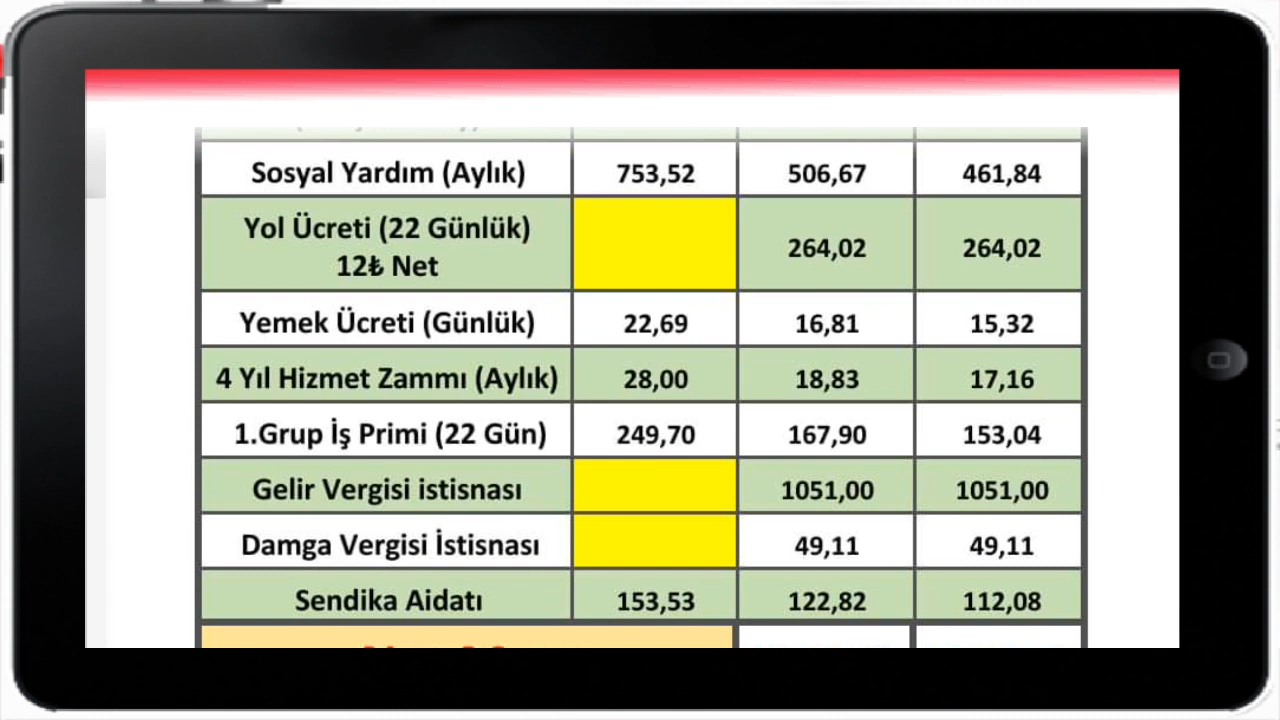 Sosyal Yardım (Aylık) 753,52 506,67 461,84
Yol Ücreti (22 Günlük)
12₺ Net 264,02 264,02
Yemek Ücreti (Günlük) 22,69 16,81 15,32
4 Yıl Hizmet Zammı (Aylık) 28,00 18,83 17,16
1.Grup İş Primi (22 Gün) 249,70 167,90 153,04
Gelir Vergisi istisnası 1051,00 1051,00
Damga Vergisi İstisnası 49,11 49,11
Sendika Aidatı 153,53 122,82 112,08